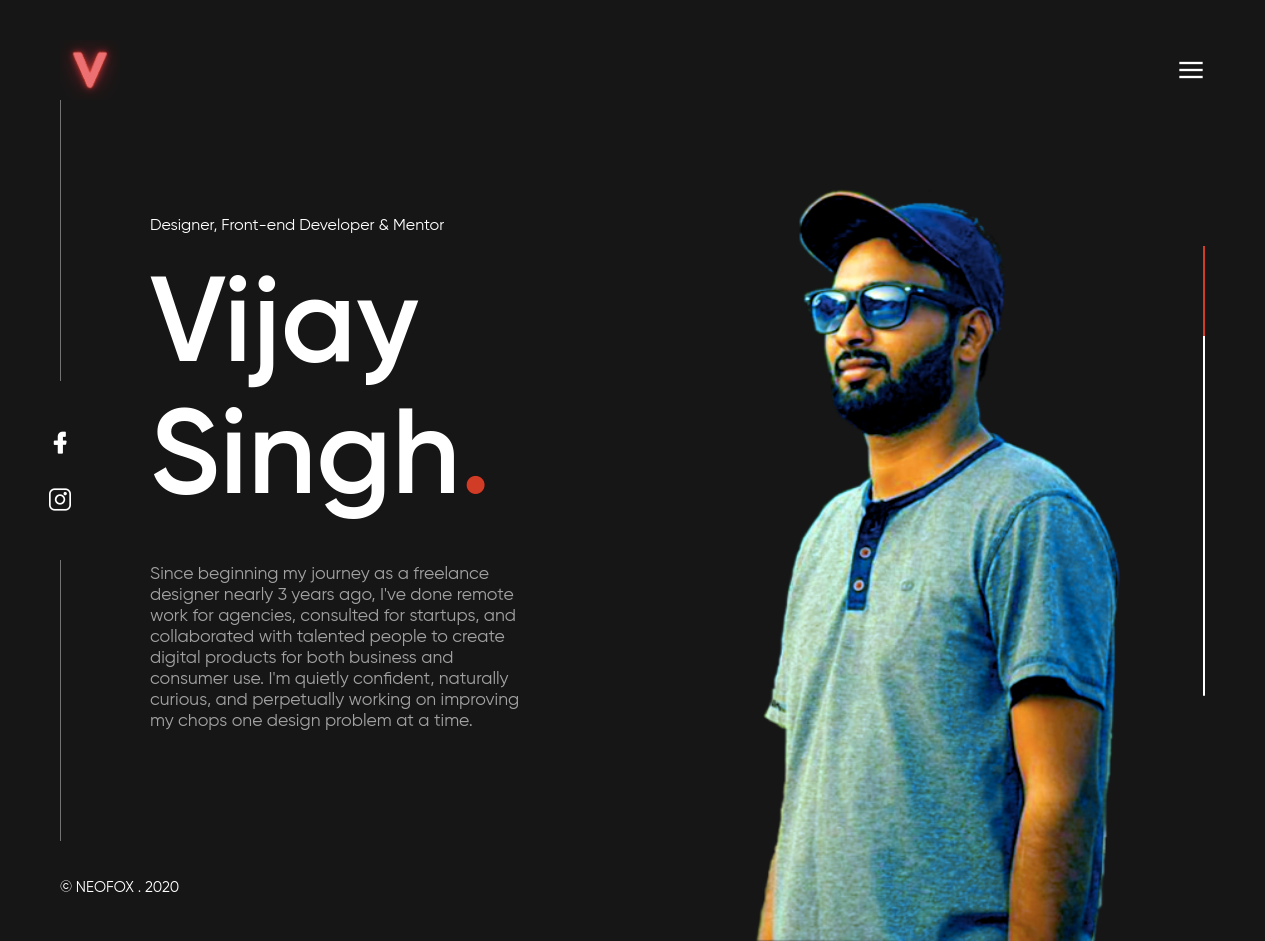 V
Designer, Front-end Developer & Mentor
Vijay
Singh.
Since beginning my journey as a freelance
designer nearly 3 years ago, I've done remote
work for agencies, consulted for startups, and
collaborated with talented people to create
digital products for both business and
consumer use. I'm quietly confident, naturally
curious, and perpetually working on improving
my chops one design problem at a time.
© NEOFOX . 2020